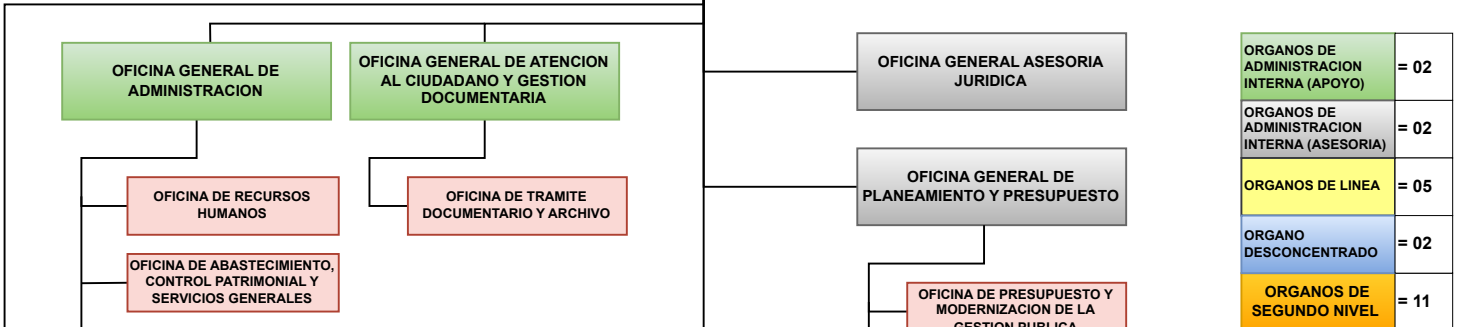 OFICINA GENERAL DE
ADMINISTRACION
OFICINA GENERAL DE ATENCION
AL CIUDADANO Y GESTION
DOCUMENTARIA
OFICINA DE RECURSOS
HUMANOS
OFICINA DE TRAMITE
DOCUMENTARIO Y ARCHIVO
OFICINA DE ABASTECIMIENTO,
CONTROL PATRIMONIAL Y
SERVICIOS GENERALES
OFICINA GENERAL ASESORIA
JURIDICA
OFICINA GENERAL DE
PLANEAMIENTO Y PRESUPUESTO
OFICINA DE PRESUPUESTO Y
MODERNIZACION DE LA
GESTION PUBLICA
ORGANOS DE
ADMINISTRACION
INTERNA (APOYO)
= 02
ORGANOS DE
ADMINISTRACION
INTERNA (ASESORIA)
= 02
ORGANOS DE LINEA
= 05
ORGANO
DESCONCENTRADO
= 02
ORGANOS DE
SEGUNDO NIVEL
= 11